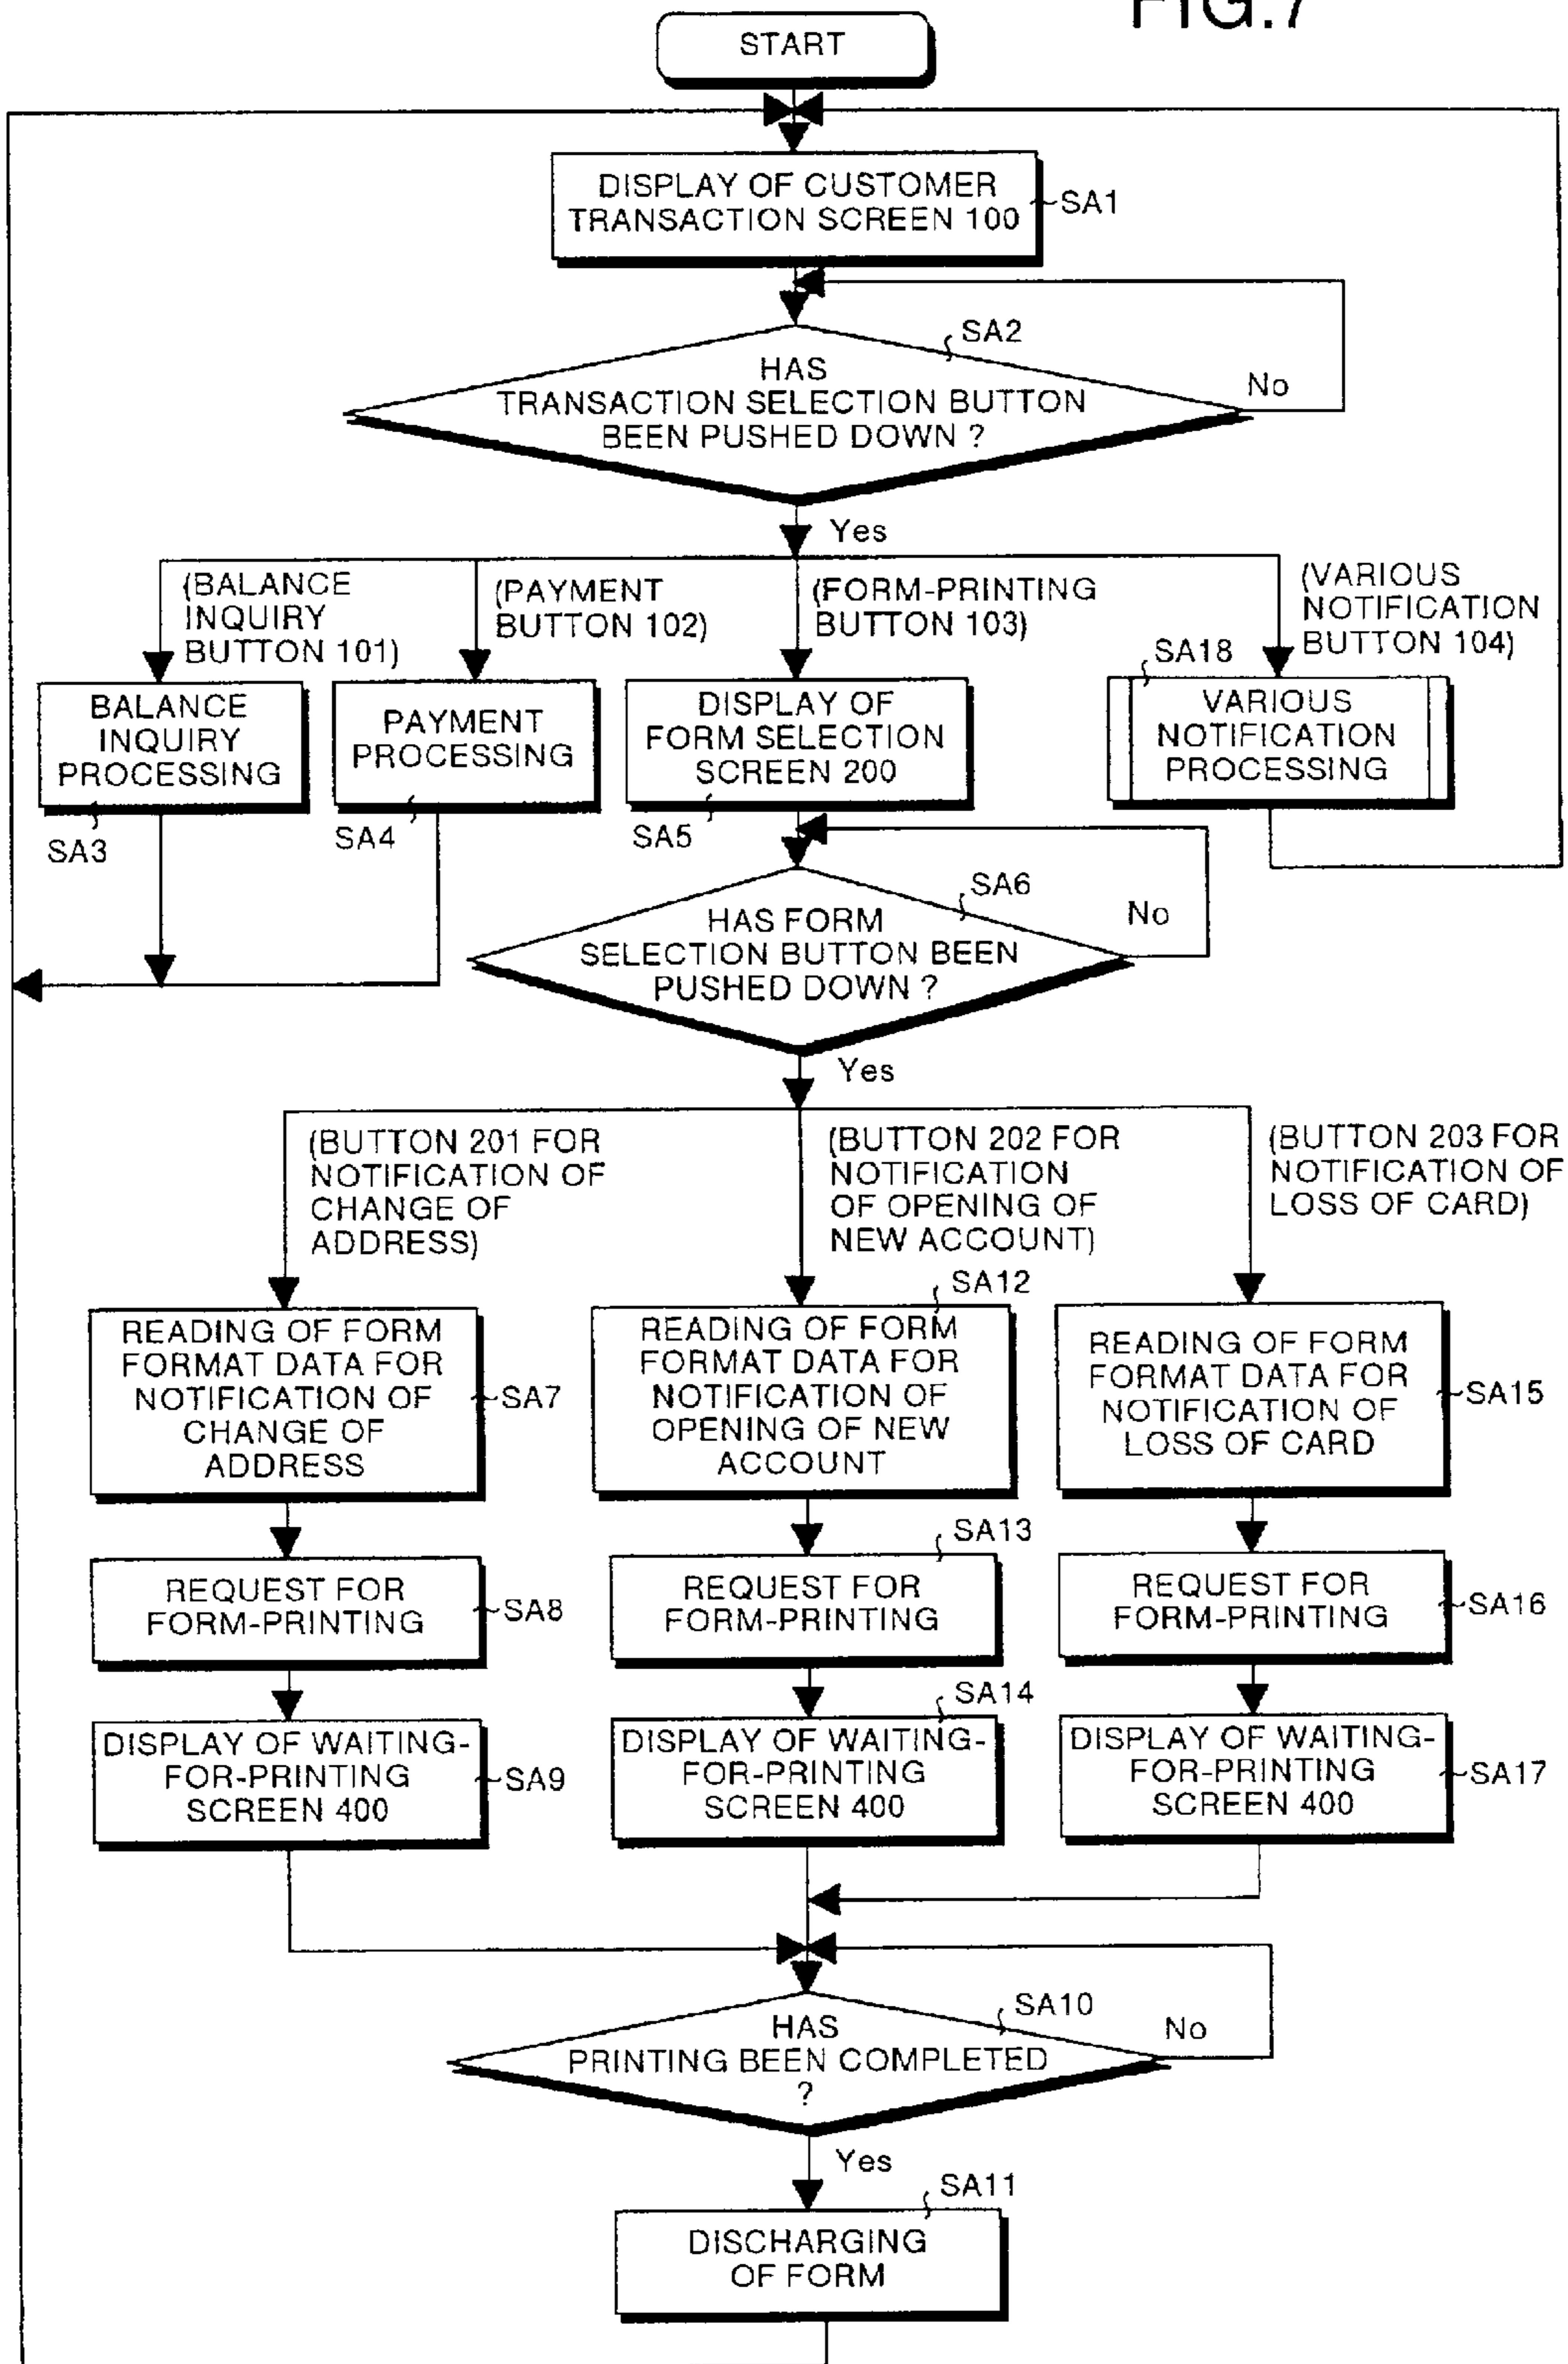 FIG.7
START
DISPLAY OF CUSTOMER
TRANSACTION SCREEN 100
SA1
SA2
HAS
TRANSACTION SELECTION BUTTON
BEEN PUSHED DOWN ?
No
Yes
(BALANCE
INQUIRY
BUTTON 101)
(PAYMENT
BUTTON 102)
(FORM-PRINTING
BUTTON 103)
(VARIOUS
NOTIFICATION
BUTTON 104)
BALANCE
INQUIRY
PROCESSING
SA3
PAYMENT
PROCESSING
SA4
DISPLAY OF
FORM SELECTION
SCREEN 200
SA5
SA18
VARIOUS
NOTIFICATION
PROCESSING
SA6
HAS FORM
SELECTION BUTTON BEEN
PUSHED DOWN ?
No
Yes
(BUTTON 201 FOR
NOTIFICATION OF
CHANGE OF
ADDRESS)
(BUTTON 202 FOR
NOTIFICATION
OF OPENING OF
NEW ACCOUNT)
(BUTTON 203 FOR
NOTIFICATION OF
LOSS OF CARD)
READING OF FORM
FORMAT DATA FOR
NOTIFICATION OF
CHANGE OF
ADDRESS
SA7
SA12
READING OF FORM
FORMAT DATA FOR
NOTIFICATION OF
OPENING OF NEW
ACCOUNT
READING OF FORM
FORMAT DATA FOR
NOTIFICATION OF
LOSS OF CARD
SA15
REQUEST FOR
FORM-PRINTING
SA8
SA13
REQUEST FOR
FORM-PRINTING
REQUEST FOR
FORM-PRINTING
SA16
DISPLAY OF WAITING-
FOR-PRINTING
SCREEN 400
SA9
SA14
DISPLAY OF WAITING-
FOR-PRINTING
SCREEN 400
DISPLAY OF WAITING-
FOR-PRINTING
SCREEN 400
SA17
SA10
HAS
PRINTING BEEN COMPLETED
?
No
Yes
SA11
DISCHARGING
OF FORM